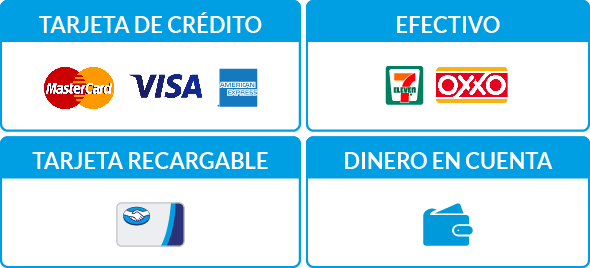 TARJETA DE CRÉDITO
EFECTIVO
MasterCard
VISA
AMERICAN
EXPRESS
7
ELEVEN
OXXO
TARJETA RECARGABLE
DINERO EN CUENTA